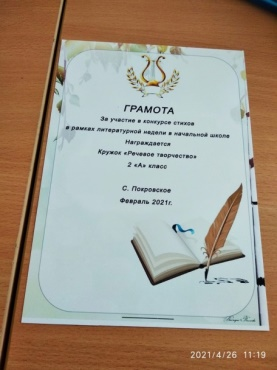 ГРАМОТА
За участие в конкурсе стихов
в рамках литературной недели в начальной школе
Награждается
Кружок «Речевое творчество»
2 «А» класс
С. Покровское
Февраль 2021г.
2021/4/26 11:19